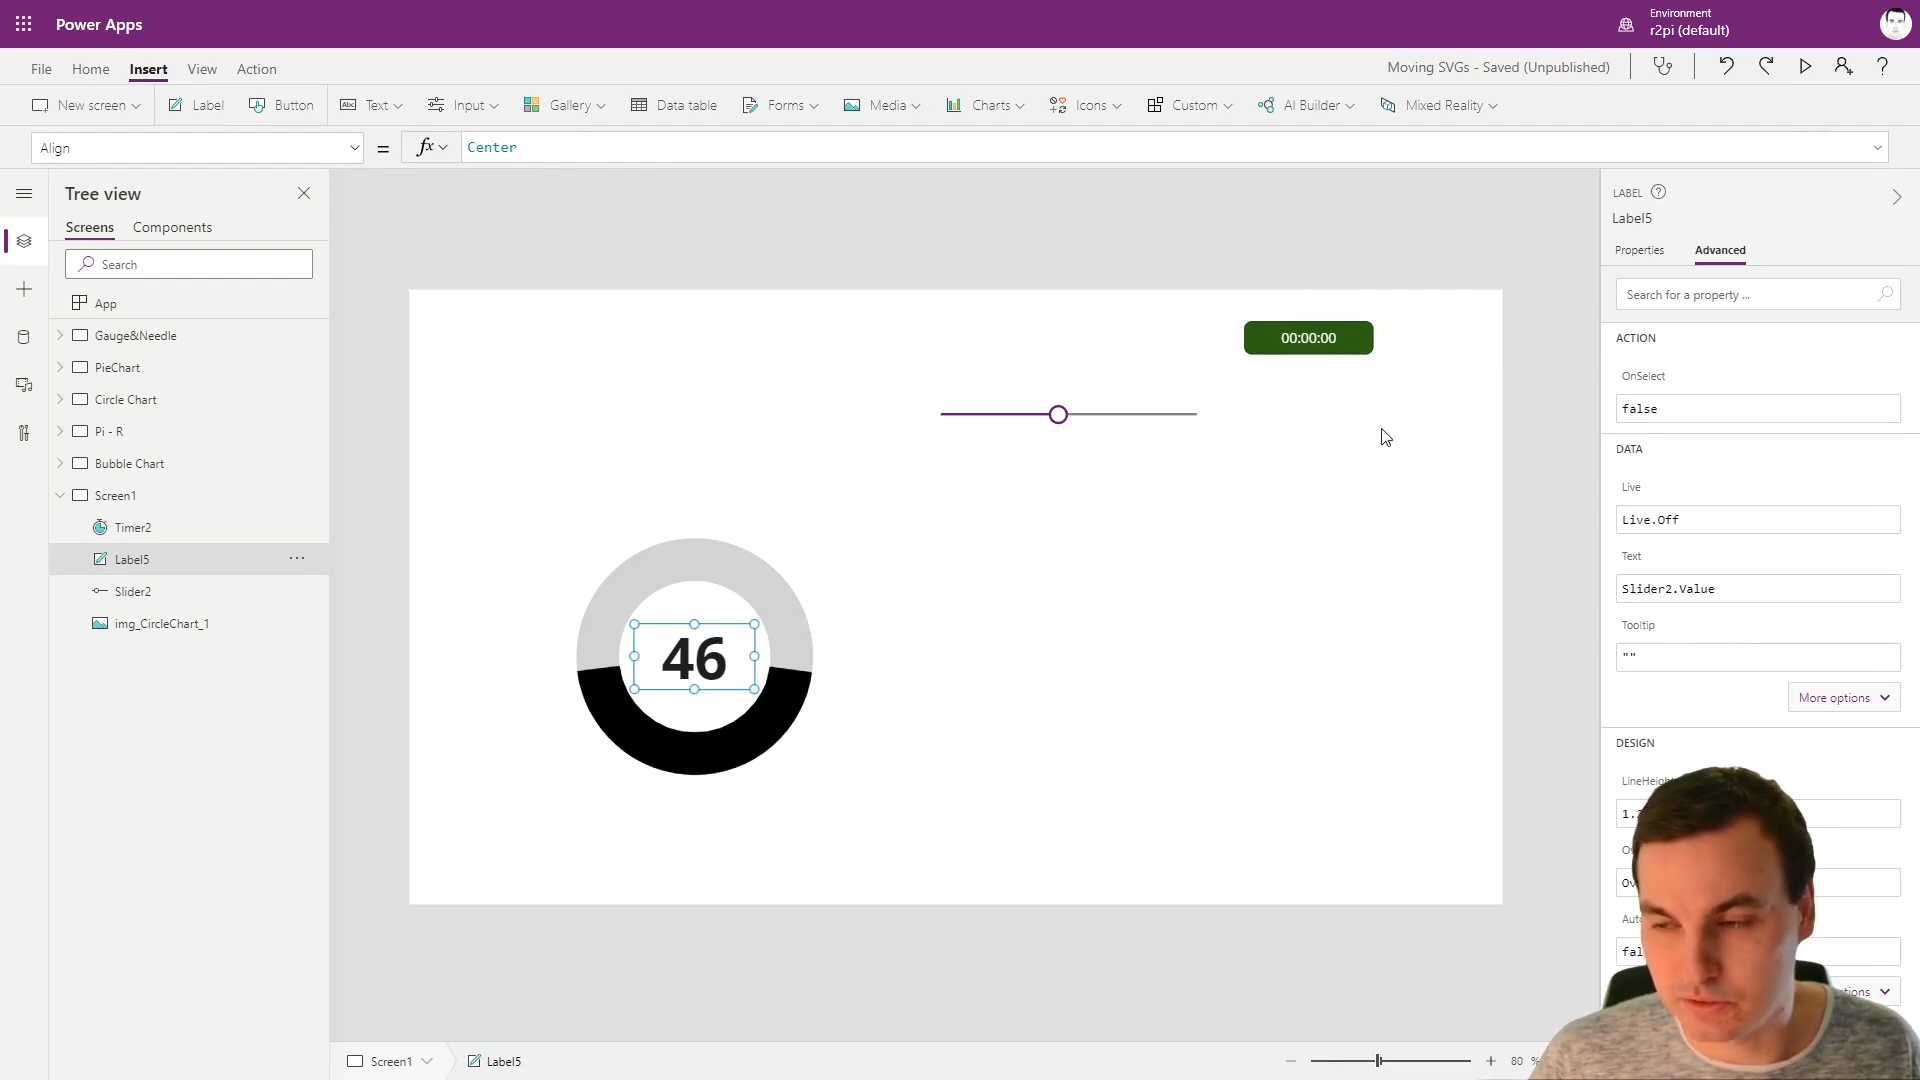 Power Apps
Environment
r2pi (default)
File Home Insert View Action
Moving SVGs - Saved (Unpublished)
New screen Label Button Abc Text Input Gallery Data table Forms Media Charts Icons Custom AI Builder Mixed Reality
Align = fx Center
Tree view
Screens Components
Search
App
Gauge&Needle
PieChart
Circle Chart
Pi - R
Bubble Chart
Screen1
Timer2
Label5 ...
Slider2
img_CircleChart_1
00:00:00
46
LABEL ?
Label5
Properties Advanced
Search for a property ...
ACTION
OnSelect
false
DATA
Live
Live.Off
Text
Slider2.Value
Tooltip
""
More options
DESIGN
Screen1 Label5
80 %